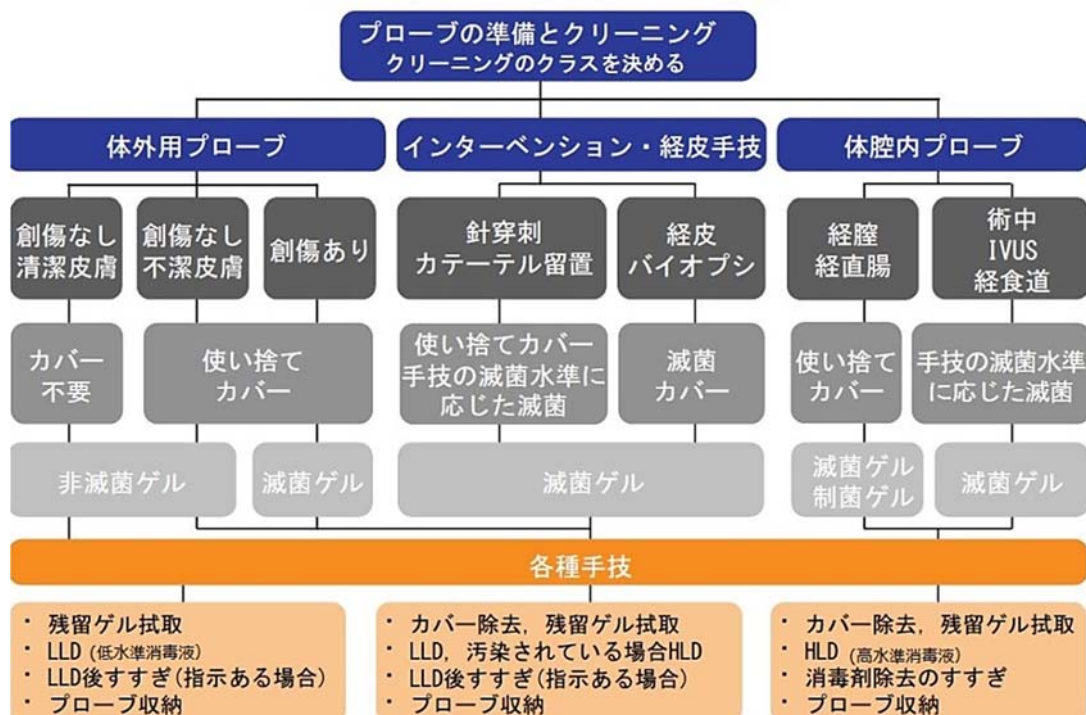 プローブの準備とクリーニング
クリーニングのクラスを決める
体外用プローブ
インターベンション・経皮手技
体腔内プローブ
創傷なし
清潔皮膚
創傷なし
不潔皮膚
創傷あり
針穿刺
カテーテル留置
経皮
バイオプシ
経膣
経直腸
術中
IVUS
経食道
カバー
不要
使い捨て
カバー
使い捨てカバー
手技の滅菌水準に
応じた滅菌
滅菌
カバー
使い捨て
カバー
手技の滅菌水準
に応じた滅菌
非滅菌ゲル
滅菌ゲル
滅菌ゲル
滅菌ゲル
制菌ゲル
滅菌ゲル
各種手技
・ 残留ゲル拭取
・ LLD (低水準消毒液)
・ LLD後すすぎ(指示ある場合)
・ プローブ収納
・ カバー除去, 残留ゲル拭取
・ LLD, 汚染されている場合HLD
・ LLD後すすぎ(指示ある場合)
・ プローブ収納
・ カバー除去, 残留ゲル拭取
・ HLD (高水準消毒液)
・ 消毒剤除去のすすぎ
・ プローブ収納